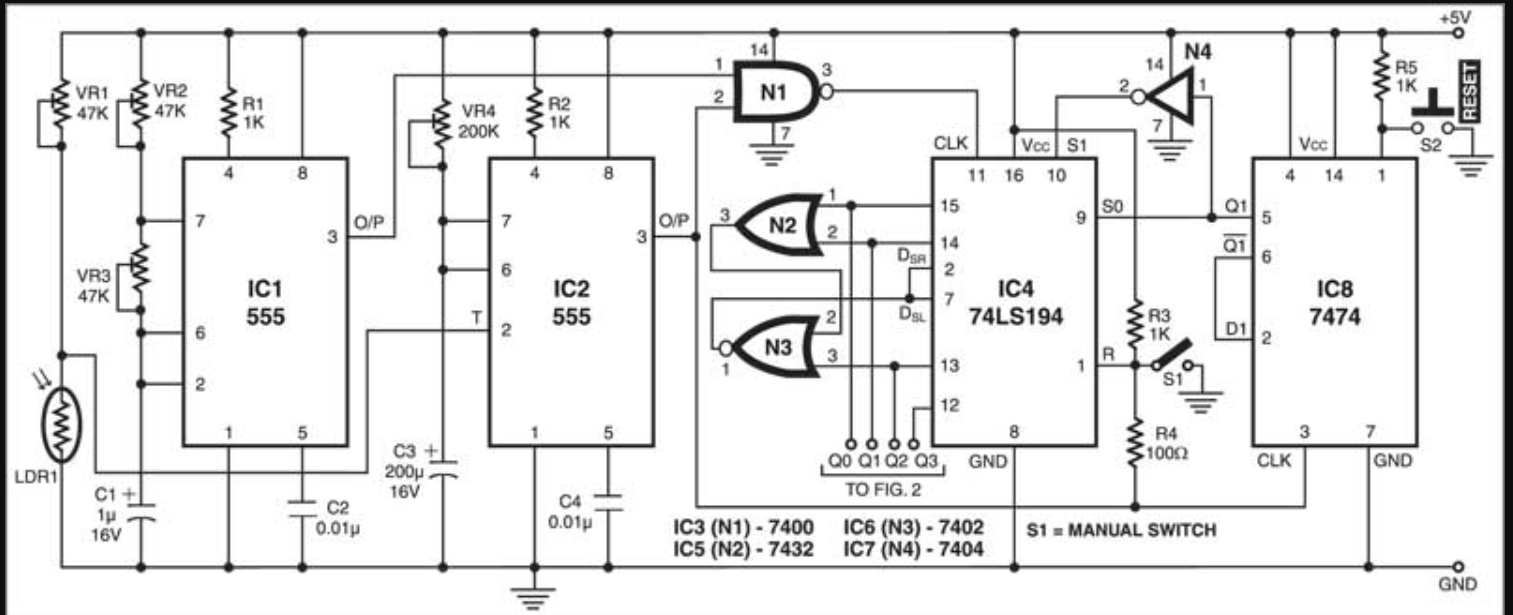 +5V
VR1
47K
VR2
47K
R1
1K
VR4
200K
R2
1K
14
1
2
N1
3
7
N4
14
2
1
7
R5
1K
RESET
S2
4
8
7
3
O/P
VR3
47K
IC1
555
6
2
1
5
LDR1
C1 +
1µ
16V
C2
0.01µ
4
8
7
3
O/P
6
IC2
555
T
2
1
5
C3 +
200µ
16V
C4
0.01µ
CLK
VCC
S1
11
16
10
N2
3
1
2
15
14
DSR
2
7
DSL
9
S0
IC4
74LS194
N3
2
3
1
13
12
1
R
8
GND
Q0
Q1
Q2
Q3
TO FIG. 2
R3
1K
S1
R4
100Ω
VCC
4
14
1
Q1
5
Q1
6
IC8
7474
D1
2
3
7
CLK
GND
IC3 (N1) - 7400 IC6 (N3) - 7402
IC5 (N2) - 7432 IC7 (N4) - 7404
S1 = MANUAL SWITCH
GND